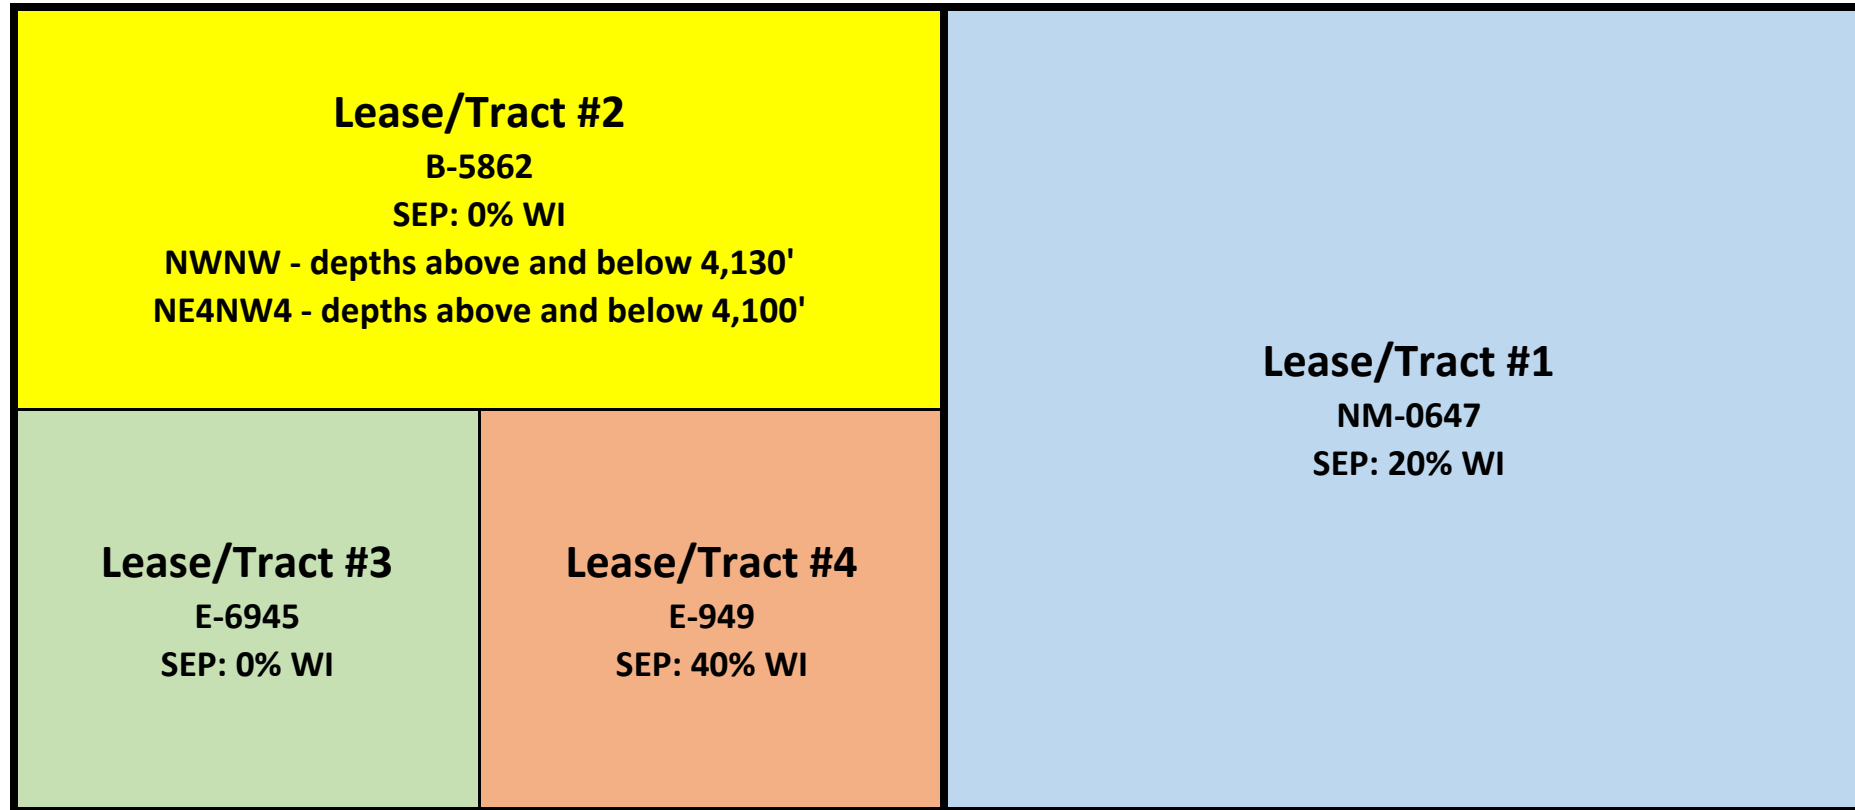 Lease/Tract #2
B-5862
SEP: 0% WI
NWNW - depths above and below 4,130'
NE4NW4 - depths above and below 4,100'
Lease/Tract #1
NM-0647
SEP: 20% WI
Lease/Tract #3
E-6945
SEP: 0% WI
Lease/Tract #4
E-949
SEP: 40% WI